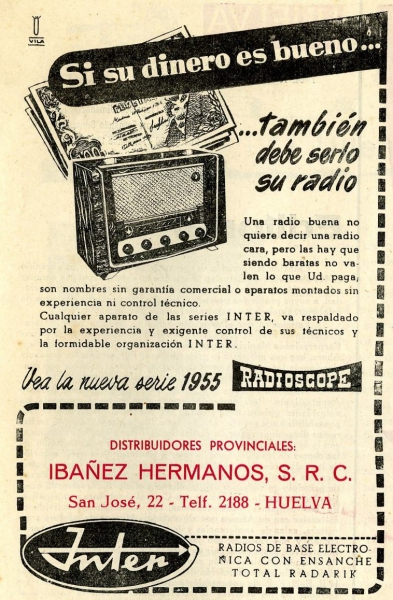 VILA
Si su dinero es bueno...
...también
debe serlo
su radio
Una radio buena no
quiere decir una radio
cara, pero las hay que
siendo baratas no va-
len lo que Ud. paga,
son nombres sin garantía comercial o aparatos montados sin
experiencia ni control técnico.
Cualquier aparato de las series INTER, va respaldado
por la experiencia y exigente control de sus técnicos y
la formidable organización INTER.
Vea la nueva serie 1955 RADIOSCOPE
DISTRIBUIDORES PROVINCIALES:
IBAÑEZ HERMANOS, S. R. C.
San José, 22 - Telf. 2188 - HUELVA
Inter
RADIOS DE BASE ELECTRO-
NICA CON ENSANCHE
TOTAL RADARIK